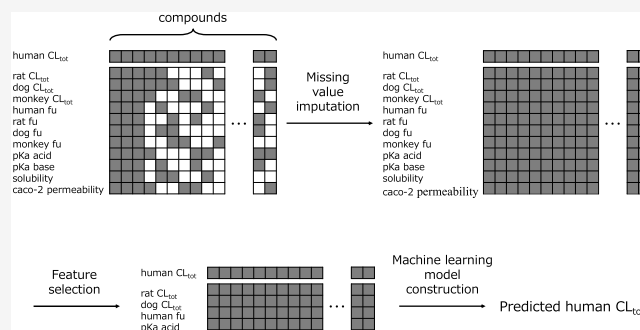 compounds
human CLtot
rat CLtot
dog CLtot
monkey CLtot
human fu
rat fu
dog fu
monkey fu
pKa acid
pKa base
solubility
caco-2 permeability
...
Missing
value
imputation
human CLtot
rat CLtot
dog CLtot
monkey CLtot
human fu
rat fu
dog fu
monkey fu
pKa acid
pKa base
solubility
caco-2 permeability
...
Feature
selection
human CLtot
rat CLtot
dog CLtot
human fu
pKa acid
...
Machine learning
model
construction
Predicted human CLto